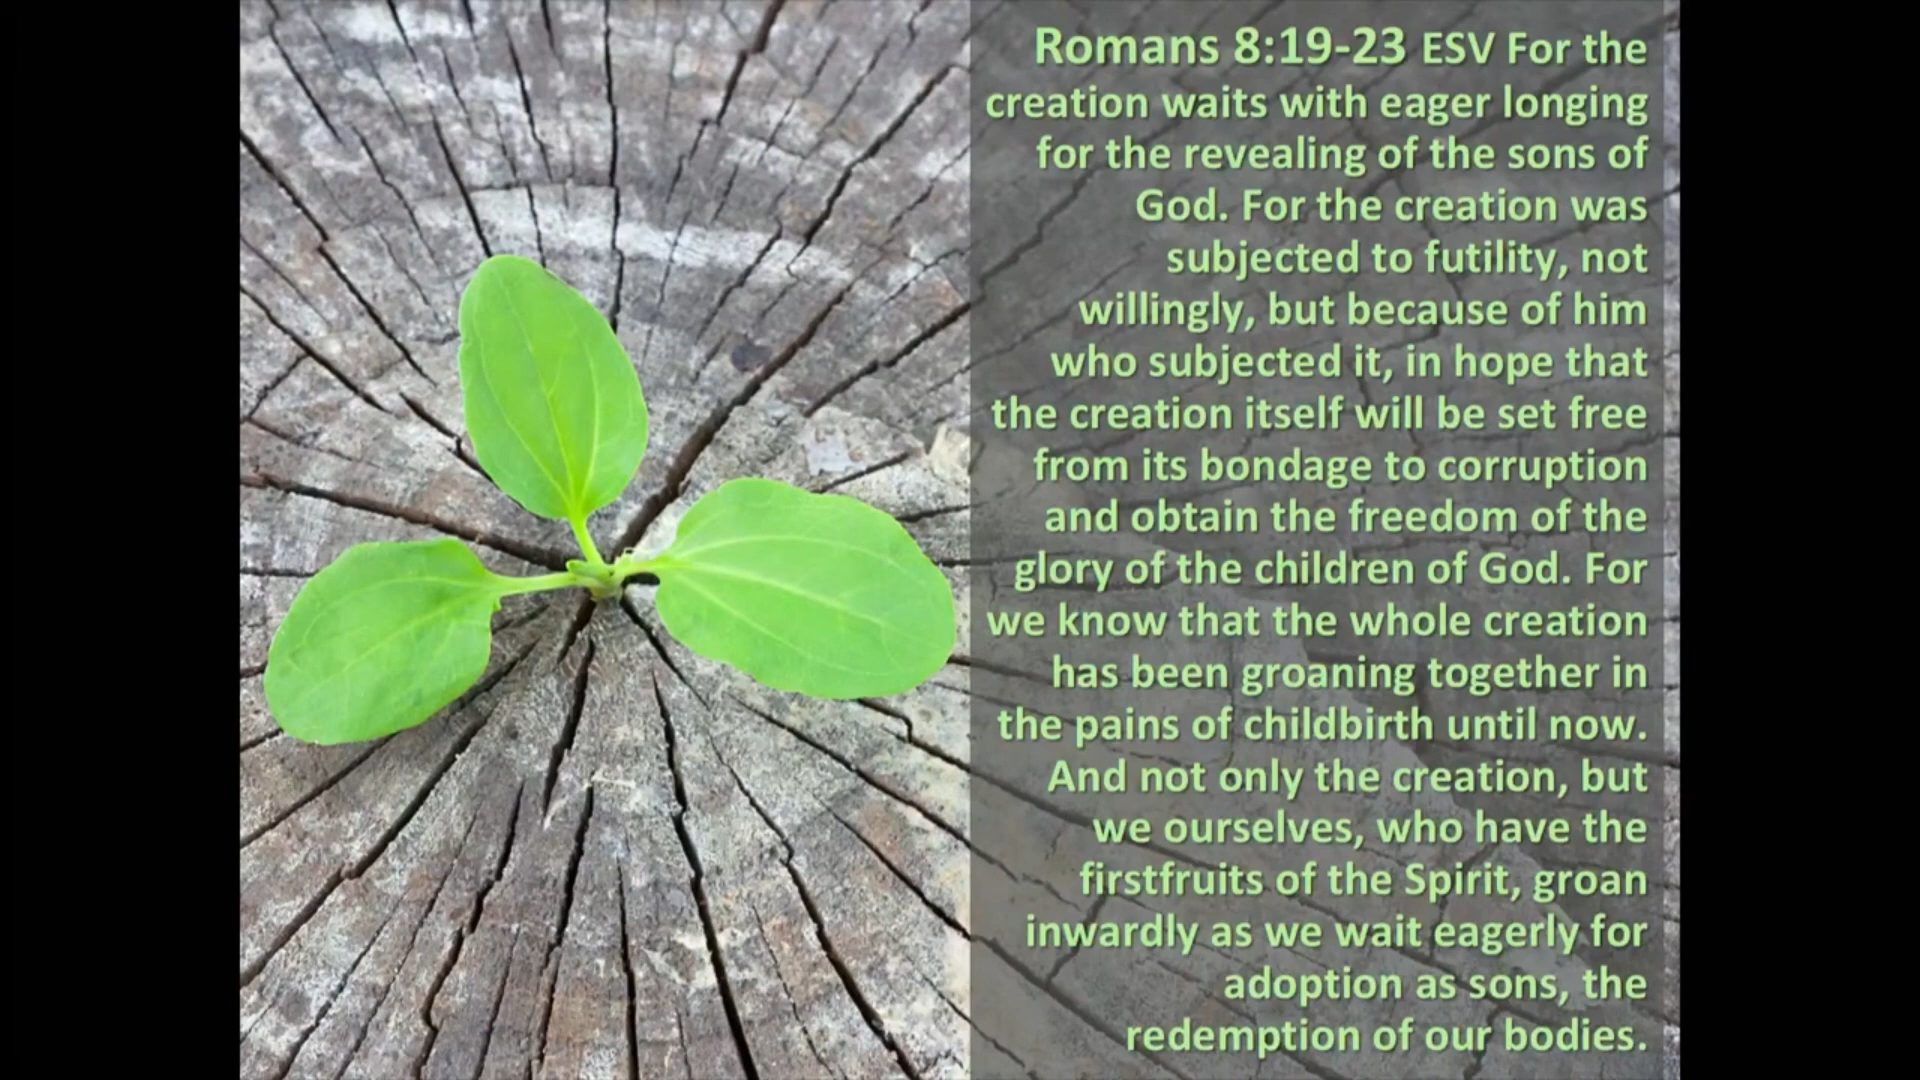 Romans 8:19-23 ESV For the
creation waits with eager longing
for the revealing of the sons of
God. For the creation was
subjected to futility, not
willingly, but because of him
who subjected it, in hope that
the creation itself will be set free
from its bondage to corruption
and obtain the freedom of the
glory of the children of God. For
we know that the whole creation
has been groaning together in
the pains of childbirth until now.
And not only the creation, but
we ourselves, who have the
firstfruits of the Spirit, groan
inwardly as we wait eagerly for
adoption as sons, the
redemption of our bodies.